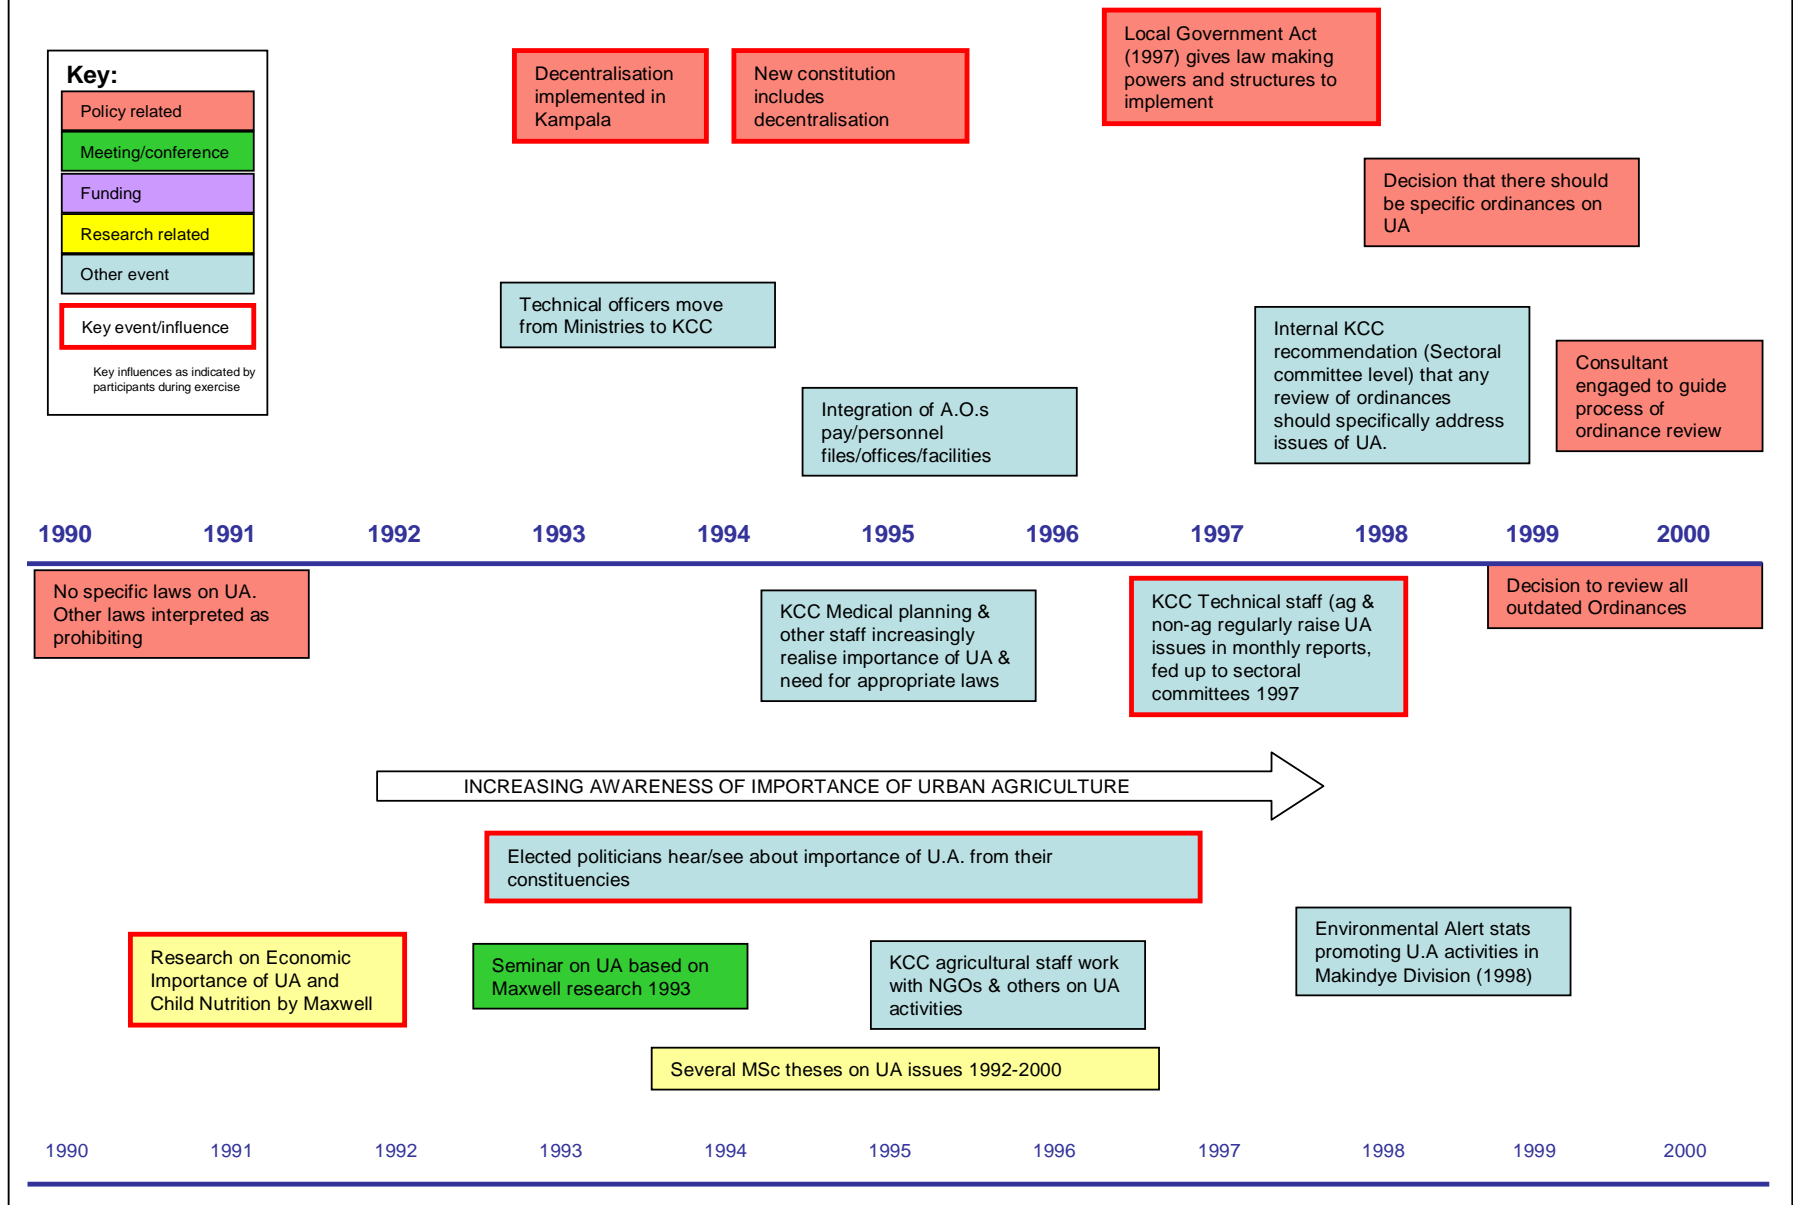 Key:
Policy related
Meeting/conference
Funding
Research related
Other event
Key event/influence
Key influences as indicated by
participants during exercise
Decentralisation
implemented in
Kampala
New constitution
includes
decentralisation
Local Government Act
(1997) gives law making
powers and structures to
implement
Decision that there should
be specific ordinances on
UA
Technical officers move
from Ministries to KCC
Integration of A.O.s
pay/personnel
files/offices/facilities
Internal KCC
recommendation (Sectoral
committee level) that any
review of ordinances
should specifically address
issues of UA.
Consultant
engaged to guide
process of
ordinance review
1990 1991 1992 1993 1994 1995 1996 1997 1998 1999 2000
No specific laws on UA.
Other laws interpreted as
prohibiting
KCC Medical planning &
other staff increasingly
realise importance of UA &
need for appropriate laws
KCC Technical staff (ag &
non-ag regularly raise UA
issues in monthly reports,
fed up to sectoral
committees 1997
Decision to review all
outdated Ordinances
INCREASING AWARENESS OF IMPORTANCE OF URBAN AGRICULTURE
Elected politicians hear/see about importance of U.A. from their
constituencies
Research on Economic
Importance of UA and
Child Nutrition by Maxwell
Seminar on UA based on
Maxwell research 1993
KCC agricultural staff work
with NGOs & others on UA
activities
Environmental Alert stats
promoting U.A activities in
Makindye Division (1998)
Several MSc theses on UA issues 1992-2000
1990 1991 1992 1993 1994 1995 1996 1997 1998 1999 2000